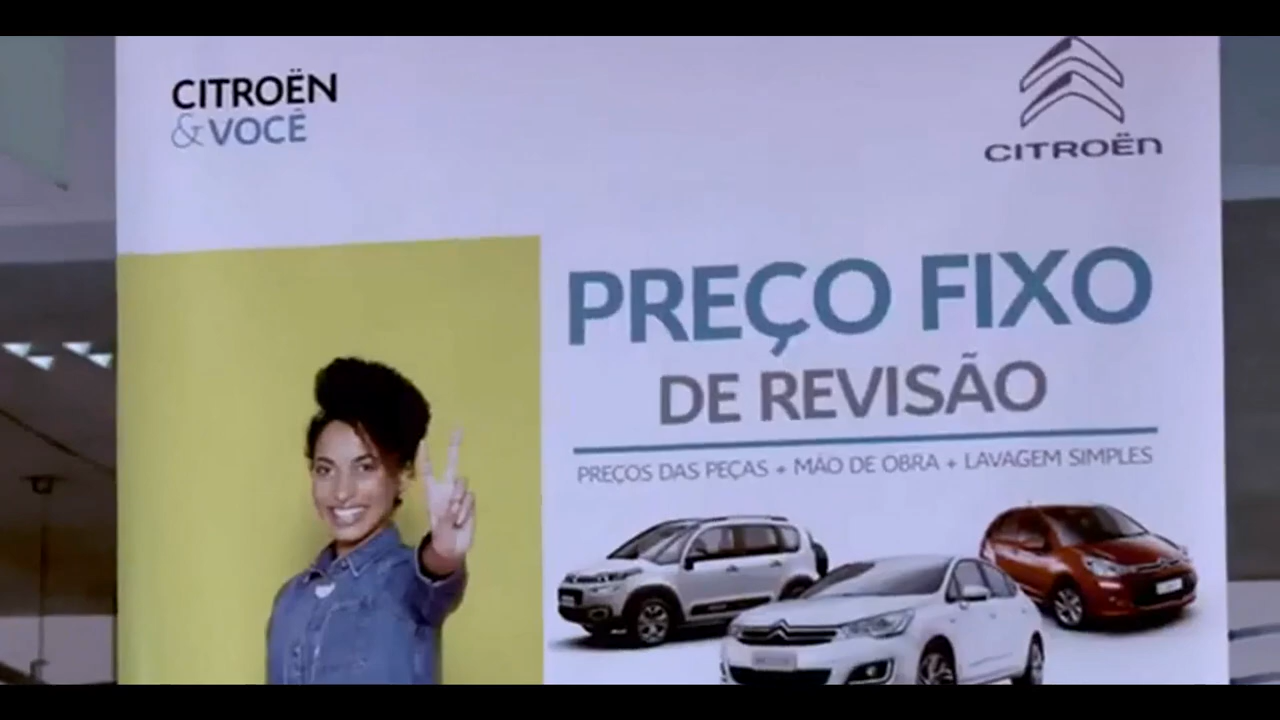 CITROËN
&VOCÊ
CITROËN
PREÇO FIXO
DE REVISÃO
PREÇOS DAS PEÇAS + MÃO DE OBRA + LAVAGEM SIMPLES